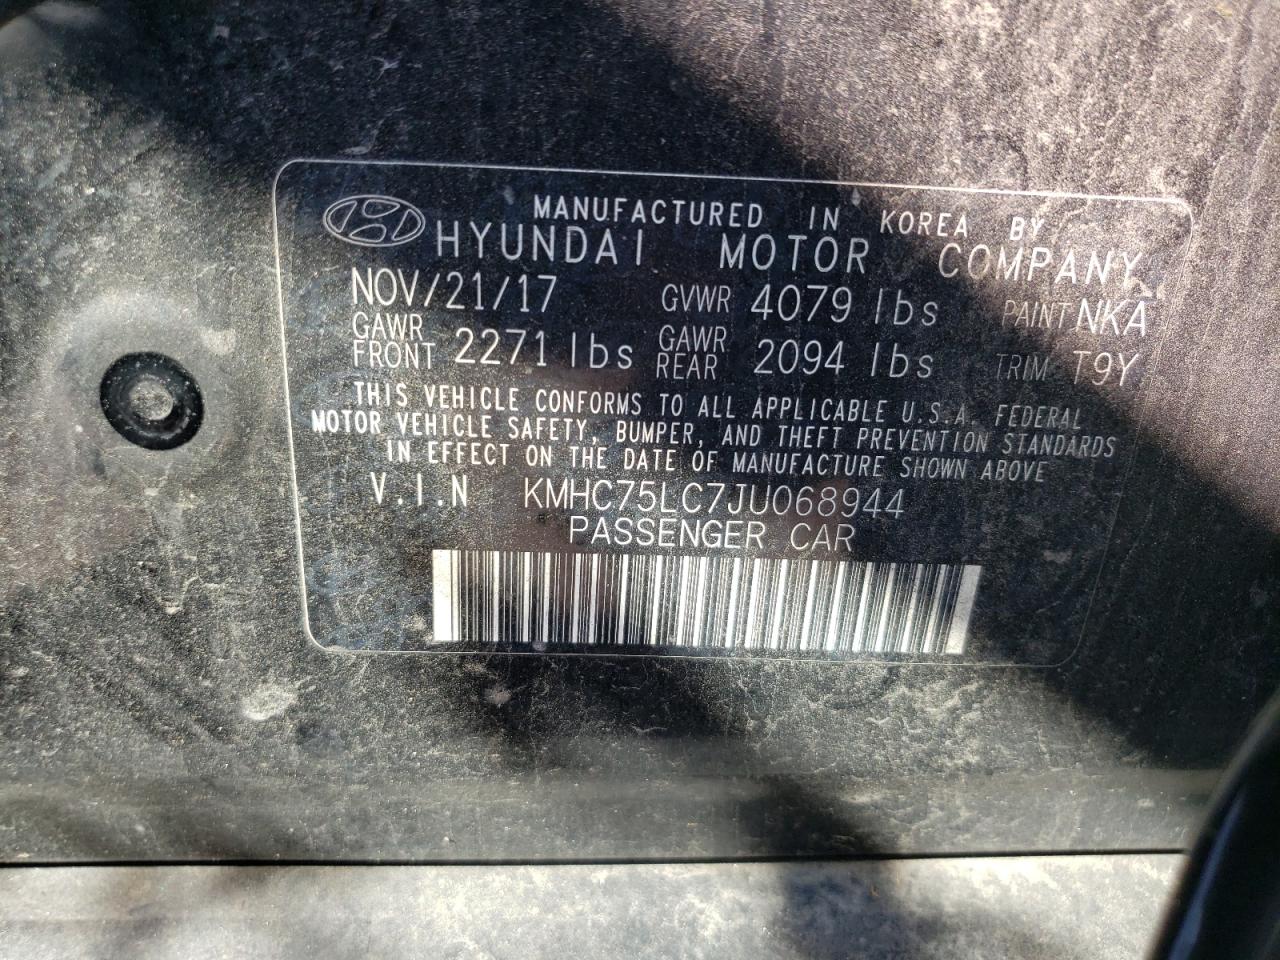 MANUFACTURED IN KOREA BY
HYUNDAI MOTOR COMPANY
NOV/21/17 GVWR 4079 lbs PAINT NKA
GAWR FRONT 2271 lbs GAWR REAR 2094 lbs TRIM T9Y
THIS VEHICLE CONFORMS TO ALL APPLICABLE U.S.A. FEDERAL
MOTOR VEHICLE SAFETY, BUMPER, AND THEFT PREVENTION STANDARDS
IN EFFECT ON THE DATE OF MANUFACTURE SHOWN ABOVE
V.I.N KMHC75LC7JU068944
PASSENGER CAR